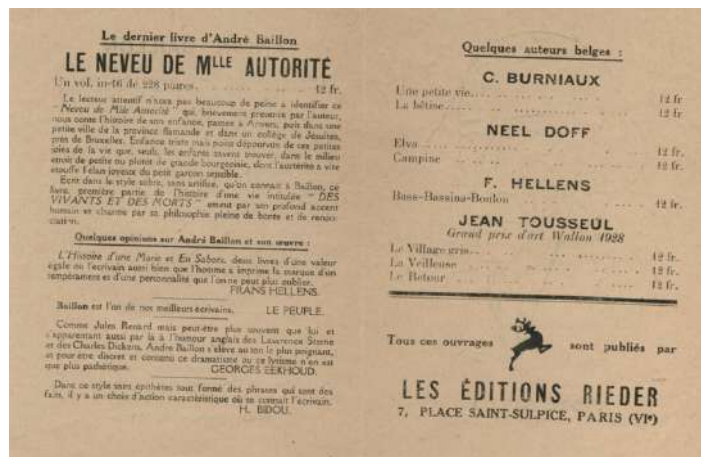 Le dernier livre d'André Baillon
LE NEVEU DE MLLE AUTORITÉ
Un vol. in-16 de 228 pages. . . . . . . . . . . 12 fr.
Le lecteur attentif n'aura pas beaucoup de peine à identifier ce
"Neveu de Mlle Autorité" qui, brièvement présenté par l'auteur,
nous conte l'histoire de son enfance, passée à Anvers, puis dans une
petite ville de la province flamande et dans un collège de Jésuites,
près de Bruxelles. Enfance triste mais point dépourvue de ces petites
joies de la vie que, seuls, les enfants savent trouver, dans le milieu
étroit de petite ou plutôt de grande bourgeoisie, dont l'austérité a vite
étouffé l'élan joyeux du petit garçon sensible.
Ecrit dans le style sobre, sans artifice, qu'on connaît à Baillon, ce
livre, première partie de l'histoire d'une vie intitulée "DES
VIVANTS ET DES MORTS" émeut par son profond accent
humain et charme par sa philosophie pleine de bonté et de renon-
ciation.
Quelques opinions sur André Baillon et son œuvre :
L'Histoire d'une Marie et En Sabots, deux livres d'une valeur
égale où l'écrivain aussi bien que l'homme a imprimé la marque d'un
tempérament et d'une personnalité que l'on ne peut plus oublier.
FRANS HELLENS.
Baillon est l'un de nos meilleurs écrivains. LE PEUPLE.
Comme Jules Renard mais peut-être plus souvent que lui et
s'apparentant aussi par là à l'humour anglais des Lawrence Sterne
et des Charles Dickens, André Baillon s'élève au ton le plus poignant,
et pour être discret et contenu ce dramatisme ou ce lyrisme n'en est
que plus pathétique. GEORGES EEKHOUD.
Dans ce style sans épithètes tout formé des phrases qui sont des
faits, il y a un choix d'action caractéristique où se connaît l'écrivain.
H. BIDOU.
Quelques auteurs belges :
C. BURNIAUX
Une petite vie. . . . . . . . . . . 12 fr
La bêtise. . . . . . . . . . . 12 fr
NEEL DOFF
Elva . . . . . . . . . . . 12 fr.
Campine . . . . . . . . . . . 12 fr.
F. HELLENS
Bass-Bassina-Boulou . . . . . . . . . . . 12 fr.
JEAN TOUSSEUL
Grand prix d'art Wallon 1928
Le Village gris. . . . . . . . . . . 12 fr.
La Veilleuse . . . . . . . . . . . 12 fr.
Le Retour . . . . . . . . . . . 12 fr.
Tous ces ouvrages sont publiés par
LES ÉDITIONS RIEDER
7, PLACE SAINT-SULPICE, PARIS (VIe)